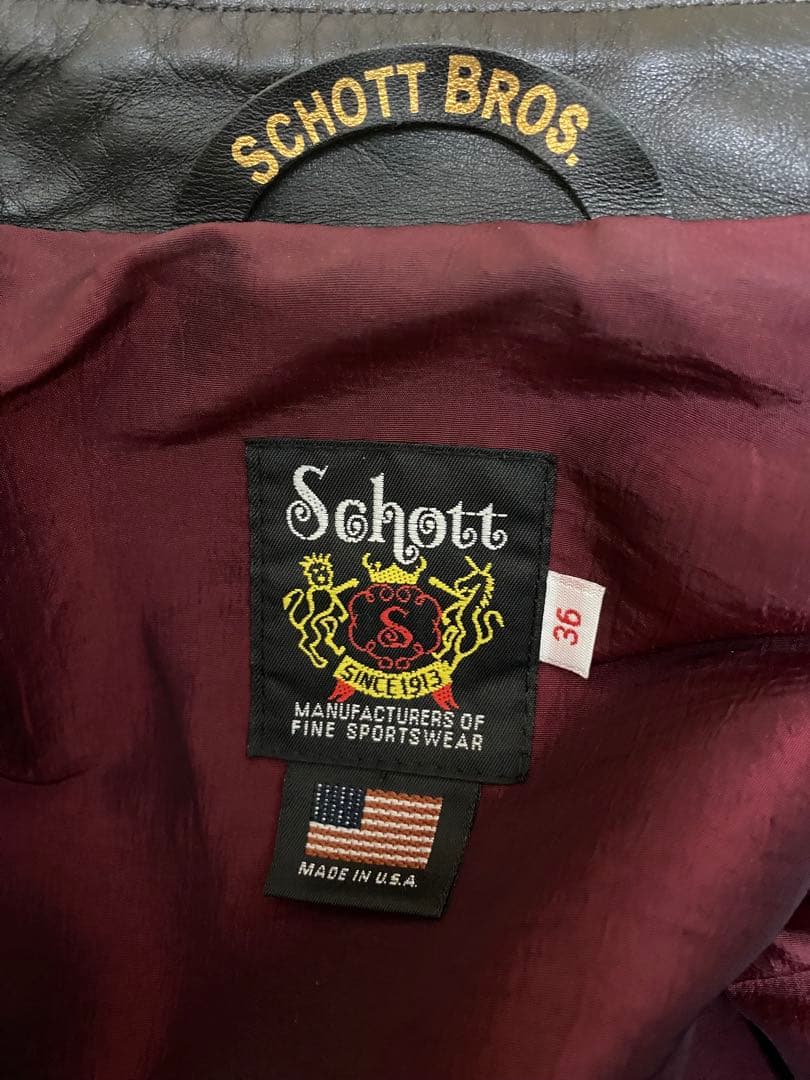 SCHOTT BROS.
Schott
S
SINCE 1913
MANUFACTURERS OF
FINE SPORTSWEAR
36
MADE IN U.S.A.